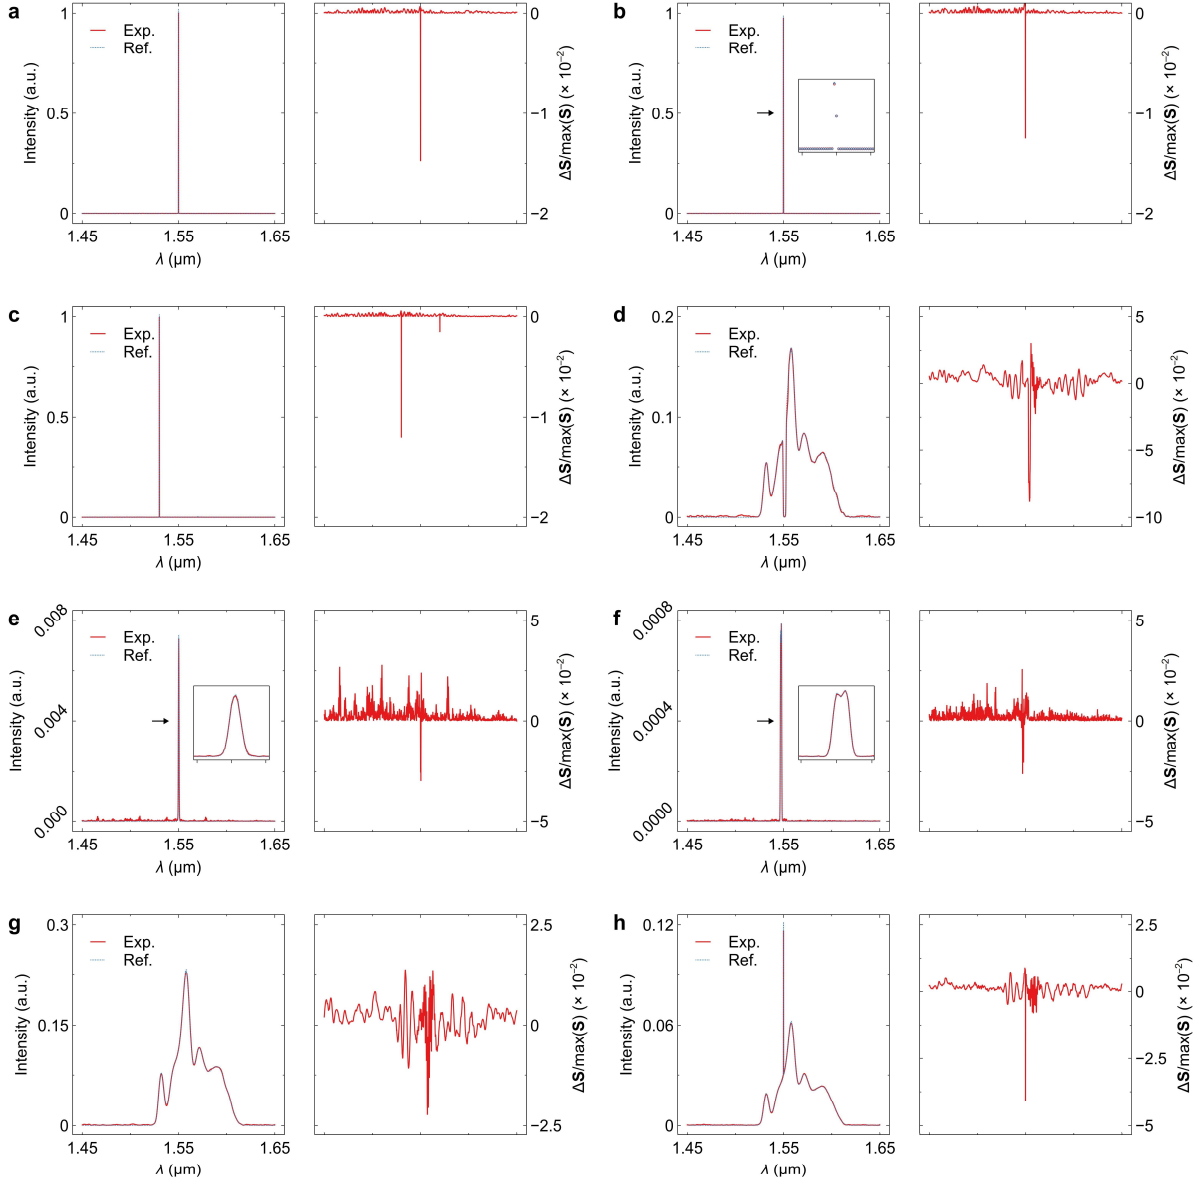 a
Exp.
Ref.
Intensity (a.u.)
1
0.5
0
1.45
1.55
1.65
λ (μm)
0
−1
−2
ΔS/max(S) (× 10⁻²)
b
Exp.
Ref.
Intensity (a.u.)
1
0.5
0
1.45
1.55
1.65
λ (μm)
0
−1
−2
ΔS/max(S) (× 10⁻²)
c
Exp.
Ref.
Intensity (a.u.)
1
0.5
0
1.45
1.55
1.65
λ (μm)
0
−1
−2
ΔS/max(S) (× 10⁻²)
d
Exp.
Ref.
Intensity (a.u.)
0.2
0.1
0
1.45
1.55
1.65
λ (μm)
5
0
−5
−10
ΔS/max(S) (× 10⁻²)
e
Exp.
Ref.
Intensity (a.u.)
0.008
0.004
0.000
1.45
1.55
1.65
λ (μm)
5
0
−5
ΔS/max(S) (× 10⁻²)
f
Exp.
Ref.
Intensity (a.u.)
0.0008
0.0004
0.0000
1.45
1.55
1.65
λ (μm)
5
0
−5
ΔS/max(S) (× 10⁻²)
g
Exp.
Ref.
Intensity (a.u.)
0.3
0.15
0
1.45
1.55
1.65
λ (μm)
2.5
0
−2.5
ΔS/max(S) (× 10⁻²)
h
Exp.
Ref.
Intensity (a.u.)
0.12
0.06
0
1.45
1.55
1.65
λ (μm)
2.5
0
−2.5
−5
ΔS/max(S) (× 10⁻²)